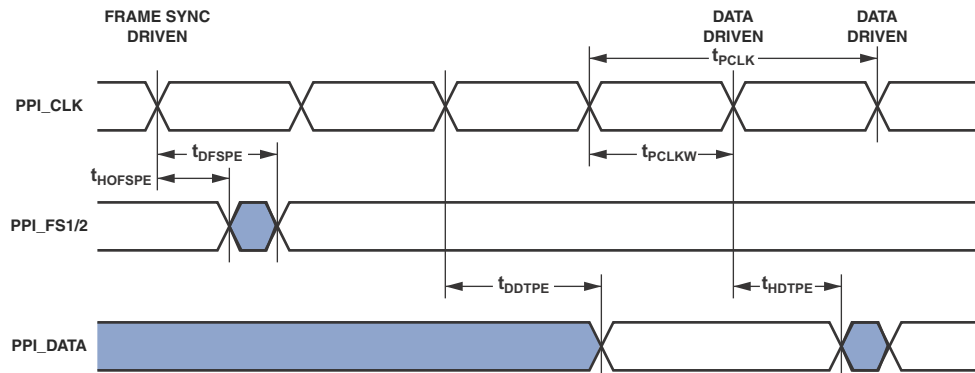 FRAME SYNC
DRIVEN
DATA
DRIVEN
DATA
DRIVEN
tPCLK
PPI_CLK
tDFSPE
tPCLKW
tHOFSPE
PPI_FS1/2
tDDTPE
tHDTPE
PPI_DATA